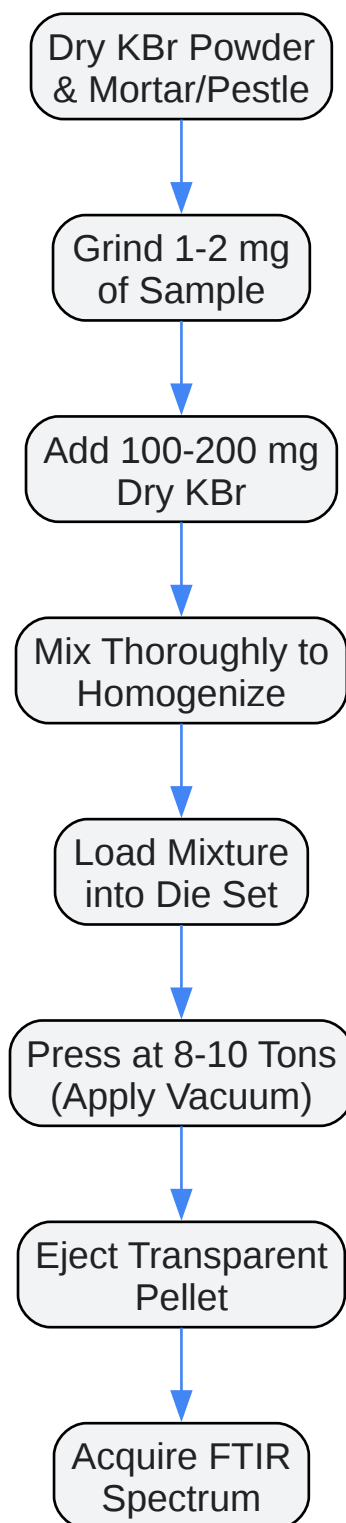 Dry KBr Powder
& Mortar/Pestle
Grind 1-2 mg
of Sample
Add 100-200 mg
Dry KBr
Mix Thoroughly to
Homogenize
Load Mixture
into Die Set
Press at 8-10 Tons
(Apply Vacuum)
Eject Transparent
Pellet
Acquire FTIR
Spectrum